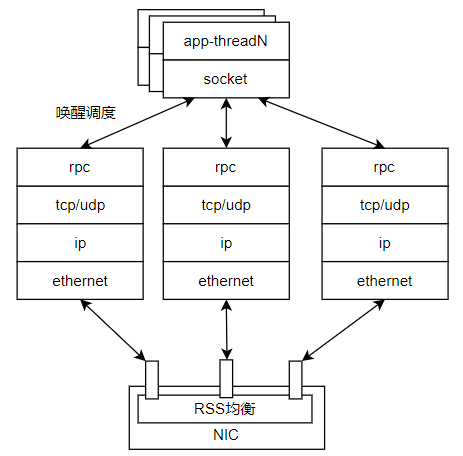 app-threadN
socket
唤醒调度
rpc
rpc
rpc
tcp/udp
tcp/udp
tcp/udp
ip
ip
ip
ethernet
ethernet
ethernet
RSS均衡
NIC